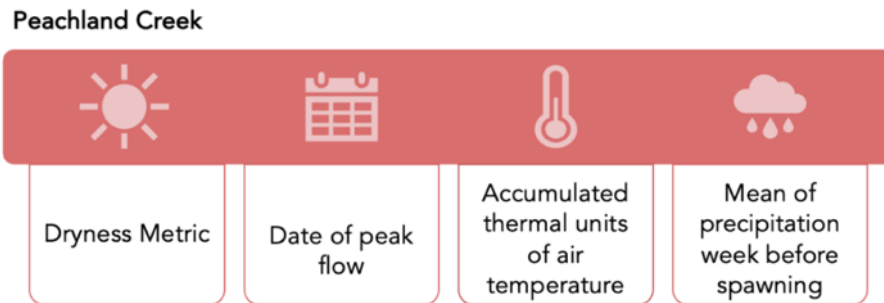 Peachland Creek
Dryness Metric
Date of peak
flow
Accumulated
thermal units
of air
temperature
Mean of
precipitation
week before
spawning